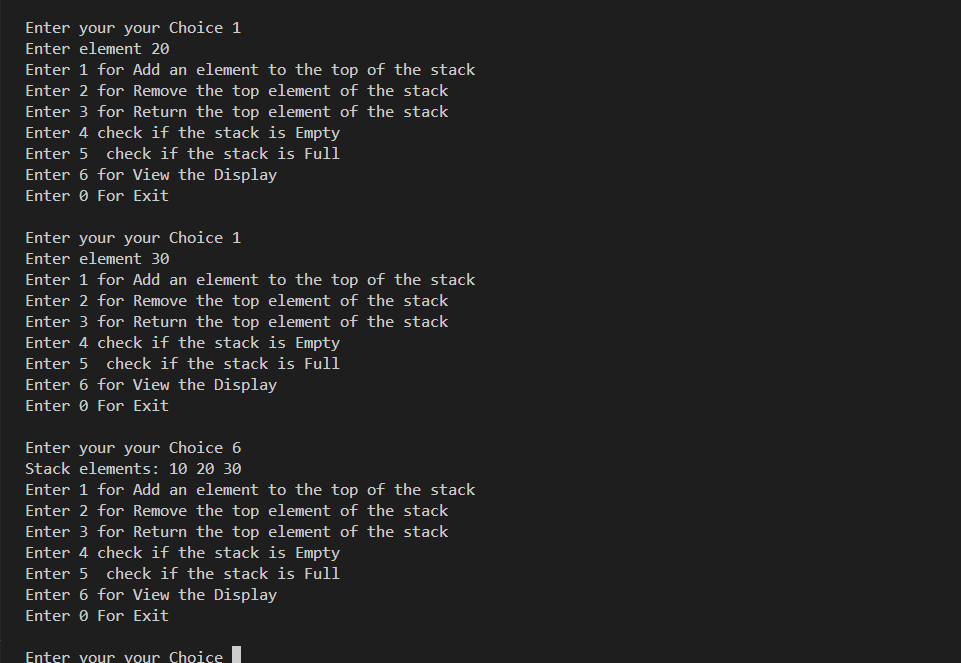 Enter your your Choice 1
Enter element 20
Enter 1 for Add an element to the top of the stack
Enter 2 for Remove the top element of the stack
Enter 3 for Return the top element of the stack
Enter 4 check if the stack is Empty
Enter 5  check if the stack is Full
Enter 6 for View the Display
Enter 0 For Exit

Enter your your Choice 1
Enter element 30
Enter 1 for Add an element to the top of the stack
Enter 2 for Remove the top element of the stack
Enter 3 for Return the top element of the stack
Enter 4 check if the stack is Empty
Enter 5  check if the stack is Full
Enter 6 for View the Display
Enter 0 For Exit

Enter your your Choice 6
Stack elements: 10 20 30
Enter 1 for Add an element to the top of the stack
Enter 2 for Remove the top element of the stack
Enter 3 for Return the top element of the stack
Enter 4 check if the stack is Empty
Enter 5  check if the stack is Full
Enter 6 for View the Display
Enter 0 For Exit

Enter your your Choice